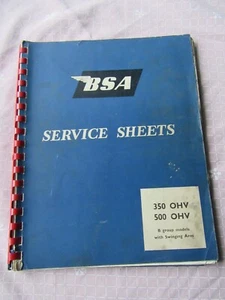 BSA
SERVICE SHEETS
350 OHV
500 OHV
B group models
with Swinging Arm